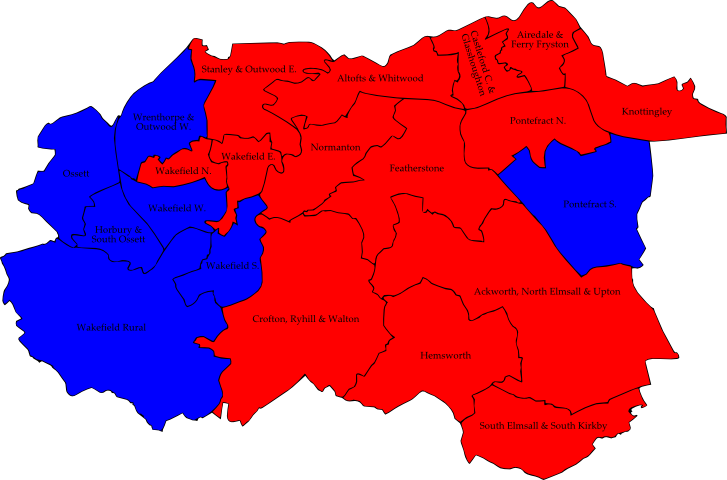 Airedale &
Ferry Fryston
Castleford C. &
Glasshoughton
Stanley & Outwood E.
Altofts & Whitwood
Knottingley
Wrenthorpe &
Outwood W.
Pontefract N.
Normanton
Wakefield E.
Featherstone
Wakefield N.
Ossett
Pontefract S.
Wakefield W.
Horbury &
South Ossett
Wakefield S.
Ackworth, North Elmsall & Upton
Crofton, Ryhill & Walton
Wakefield Rural
Hemsworth
South Elmsall & South Kirkby